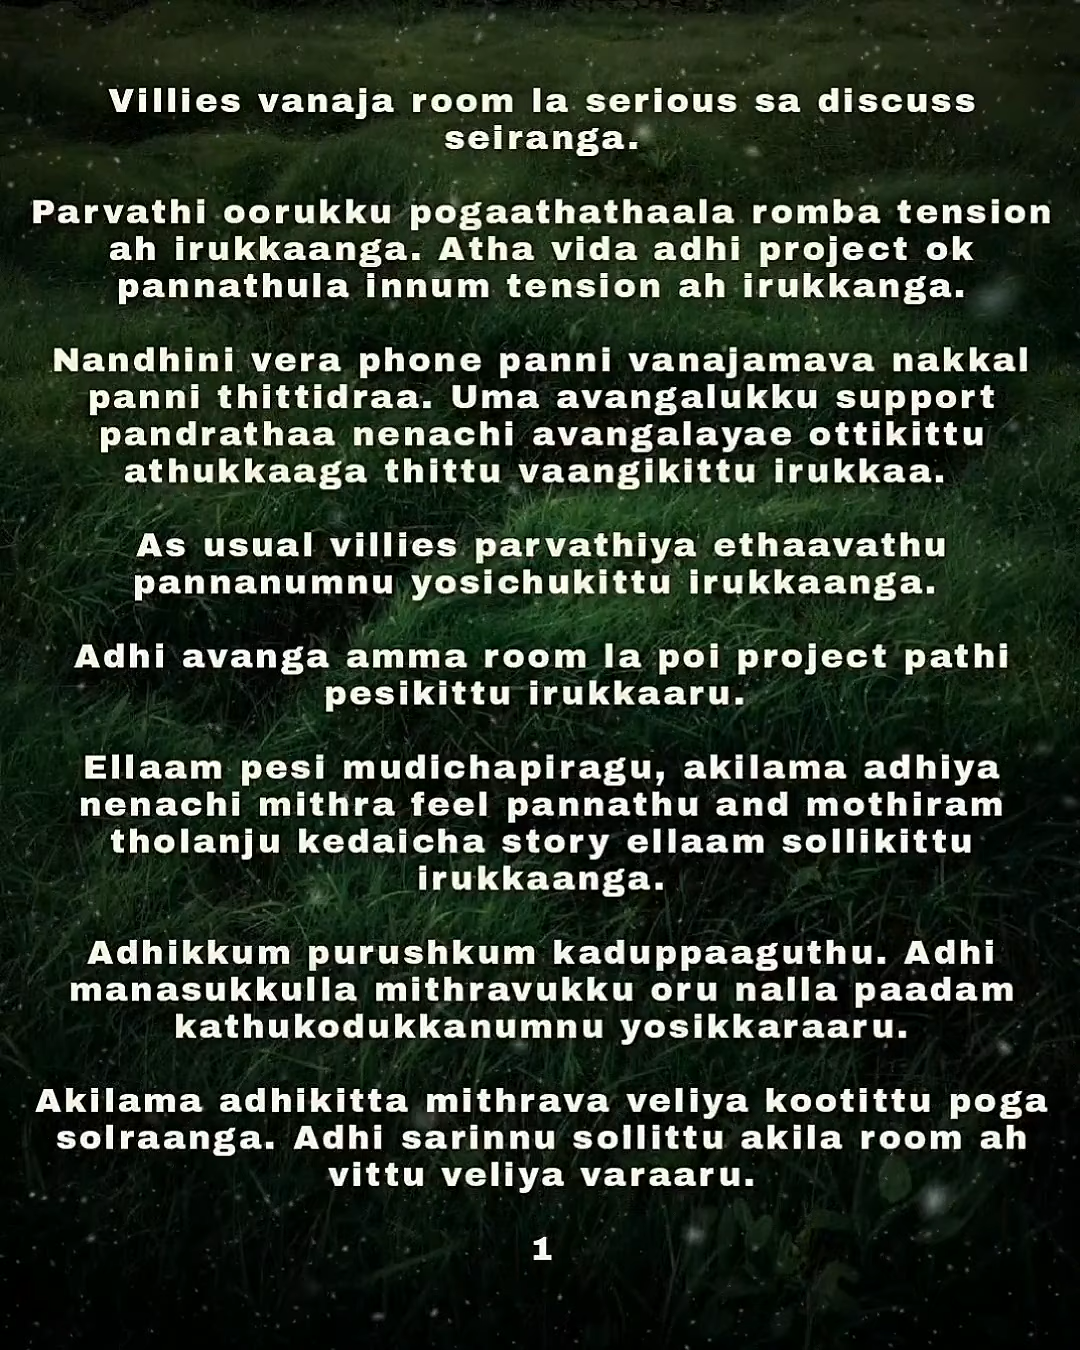 Villies vanaja room la serious sa discuss
seiranga.
Parvathi oorukku pogaathathaala romba tension
ah irukkaanga. Atha vida adhi project ok
pannathula innum tension ah irukkanga.
Nandhini vera phone panni vanajamava nakkal
panni thittidraa. Uma avangalukku support
pandrathaa nenachi avangalayae ottikittu
athukkaaga thittu vaangikittu irukkaa.
As usual villies parvathiya ethaavathu
pannanumnu yosichukittu irukkaanga.
Adhi avanga amma room la poi project pathi
pesikittu irukkaaru.
Ellaam pesi mudichapiragu, akilama adhiya
nenachi mithra feel pannathu and mothiram
tholanju kedaicha story ellaam sollikittu
irukkaanga.
Adhikkum purushkum kaduppaaguthu. Adhi
manasukkulla mithravukku oru nalla paadam
kathukodukkanumnu yosikkaraaru.
Akilama adhikitta mithrava veliya kootittu poga
solraanga. Adhi sarinnu sollittu akila room ah
vittu veliya varaaru.
1